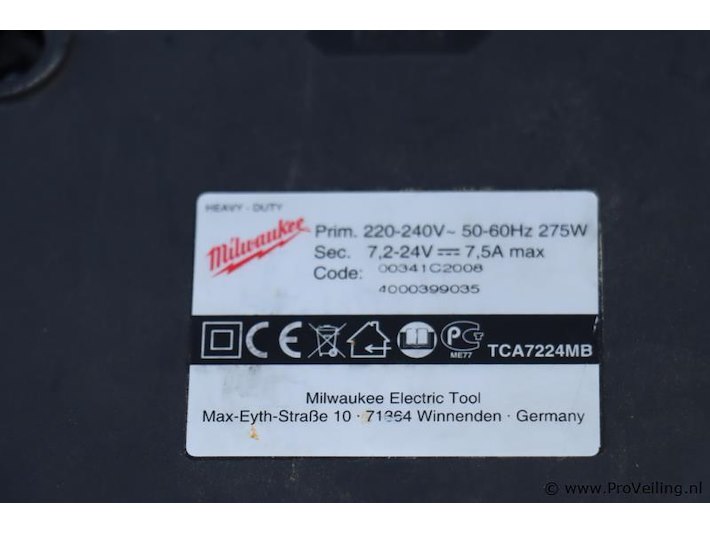 HEAVY - DUTY
Milwaukee
Prim. 220-240V~ 50-60Hz 275W
Sec. 7,2-24V⎓ 7,5A max
Code: 00341C2008
4000399035
CE
PC
ME77
TCA7224MB
Milwaukee Electric Tool
Max-Eyth-Straße 10 · 71364 Winnenden · Germany
© www.ProVeiling.nl